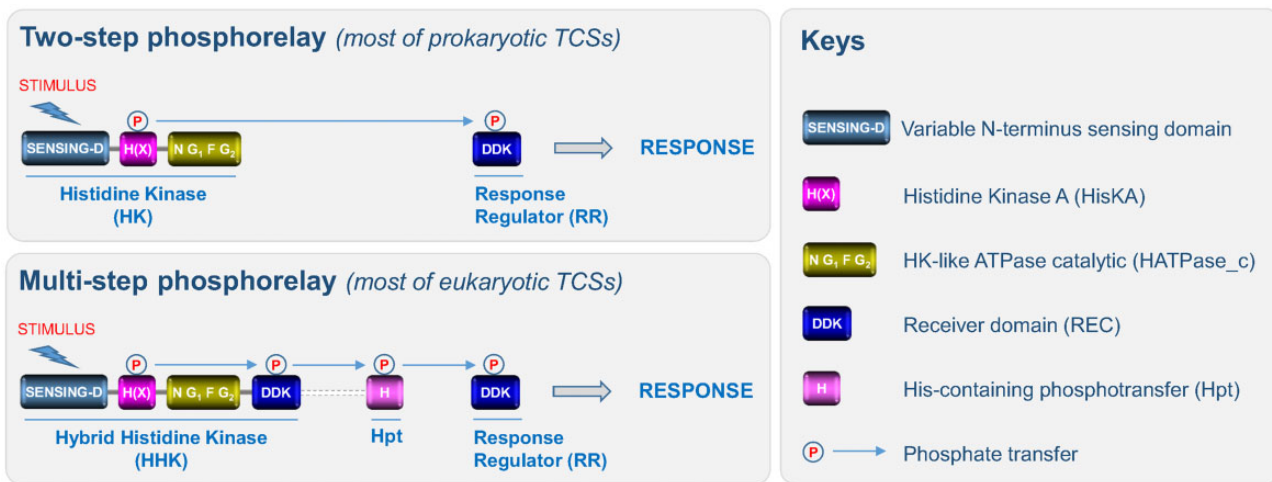 Two-step phosphorelay (most of prokaryotic TCSs)
STIMULUS
P P
SENSING-D H(X) N G₁ F G₂ DDK RESPONSE
Histidine Kinase
(HK)
Response
Regulator (RR)
Multi-step phosphorelay (most of eukaryotic TCSs)
STIMULUS
P P P P
SENSING-D H(X) N G₁ F G₂ DDK H DDK RESPONSE
Hybrid Histidine Kinase
(HHK)
Hpt
Response
Regulator (RR)
Keys
SENSING-D Variable N-terminus sensing domain
H(X) Histidine Kinase A (HisKA)
N G₁ F G₂ HK-like ATPase catalytic (HATPase_c)
DDK Receiver domain (REC)
H His-containing phosphotransfer (Hpt)
P Phosphate transfer